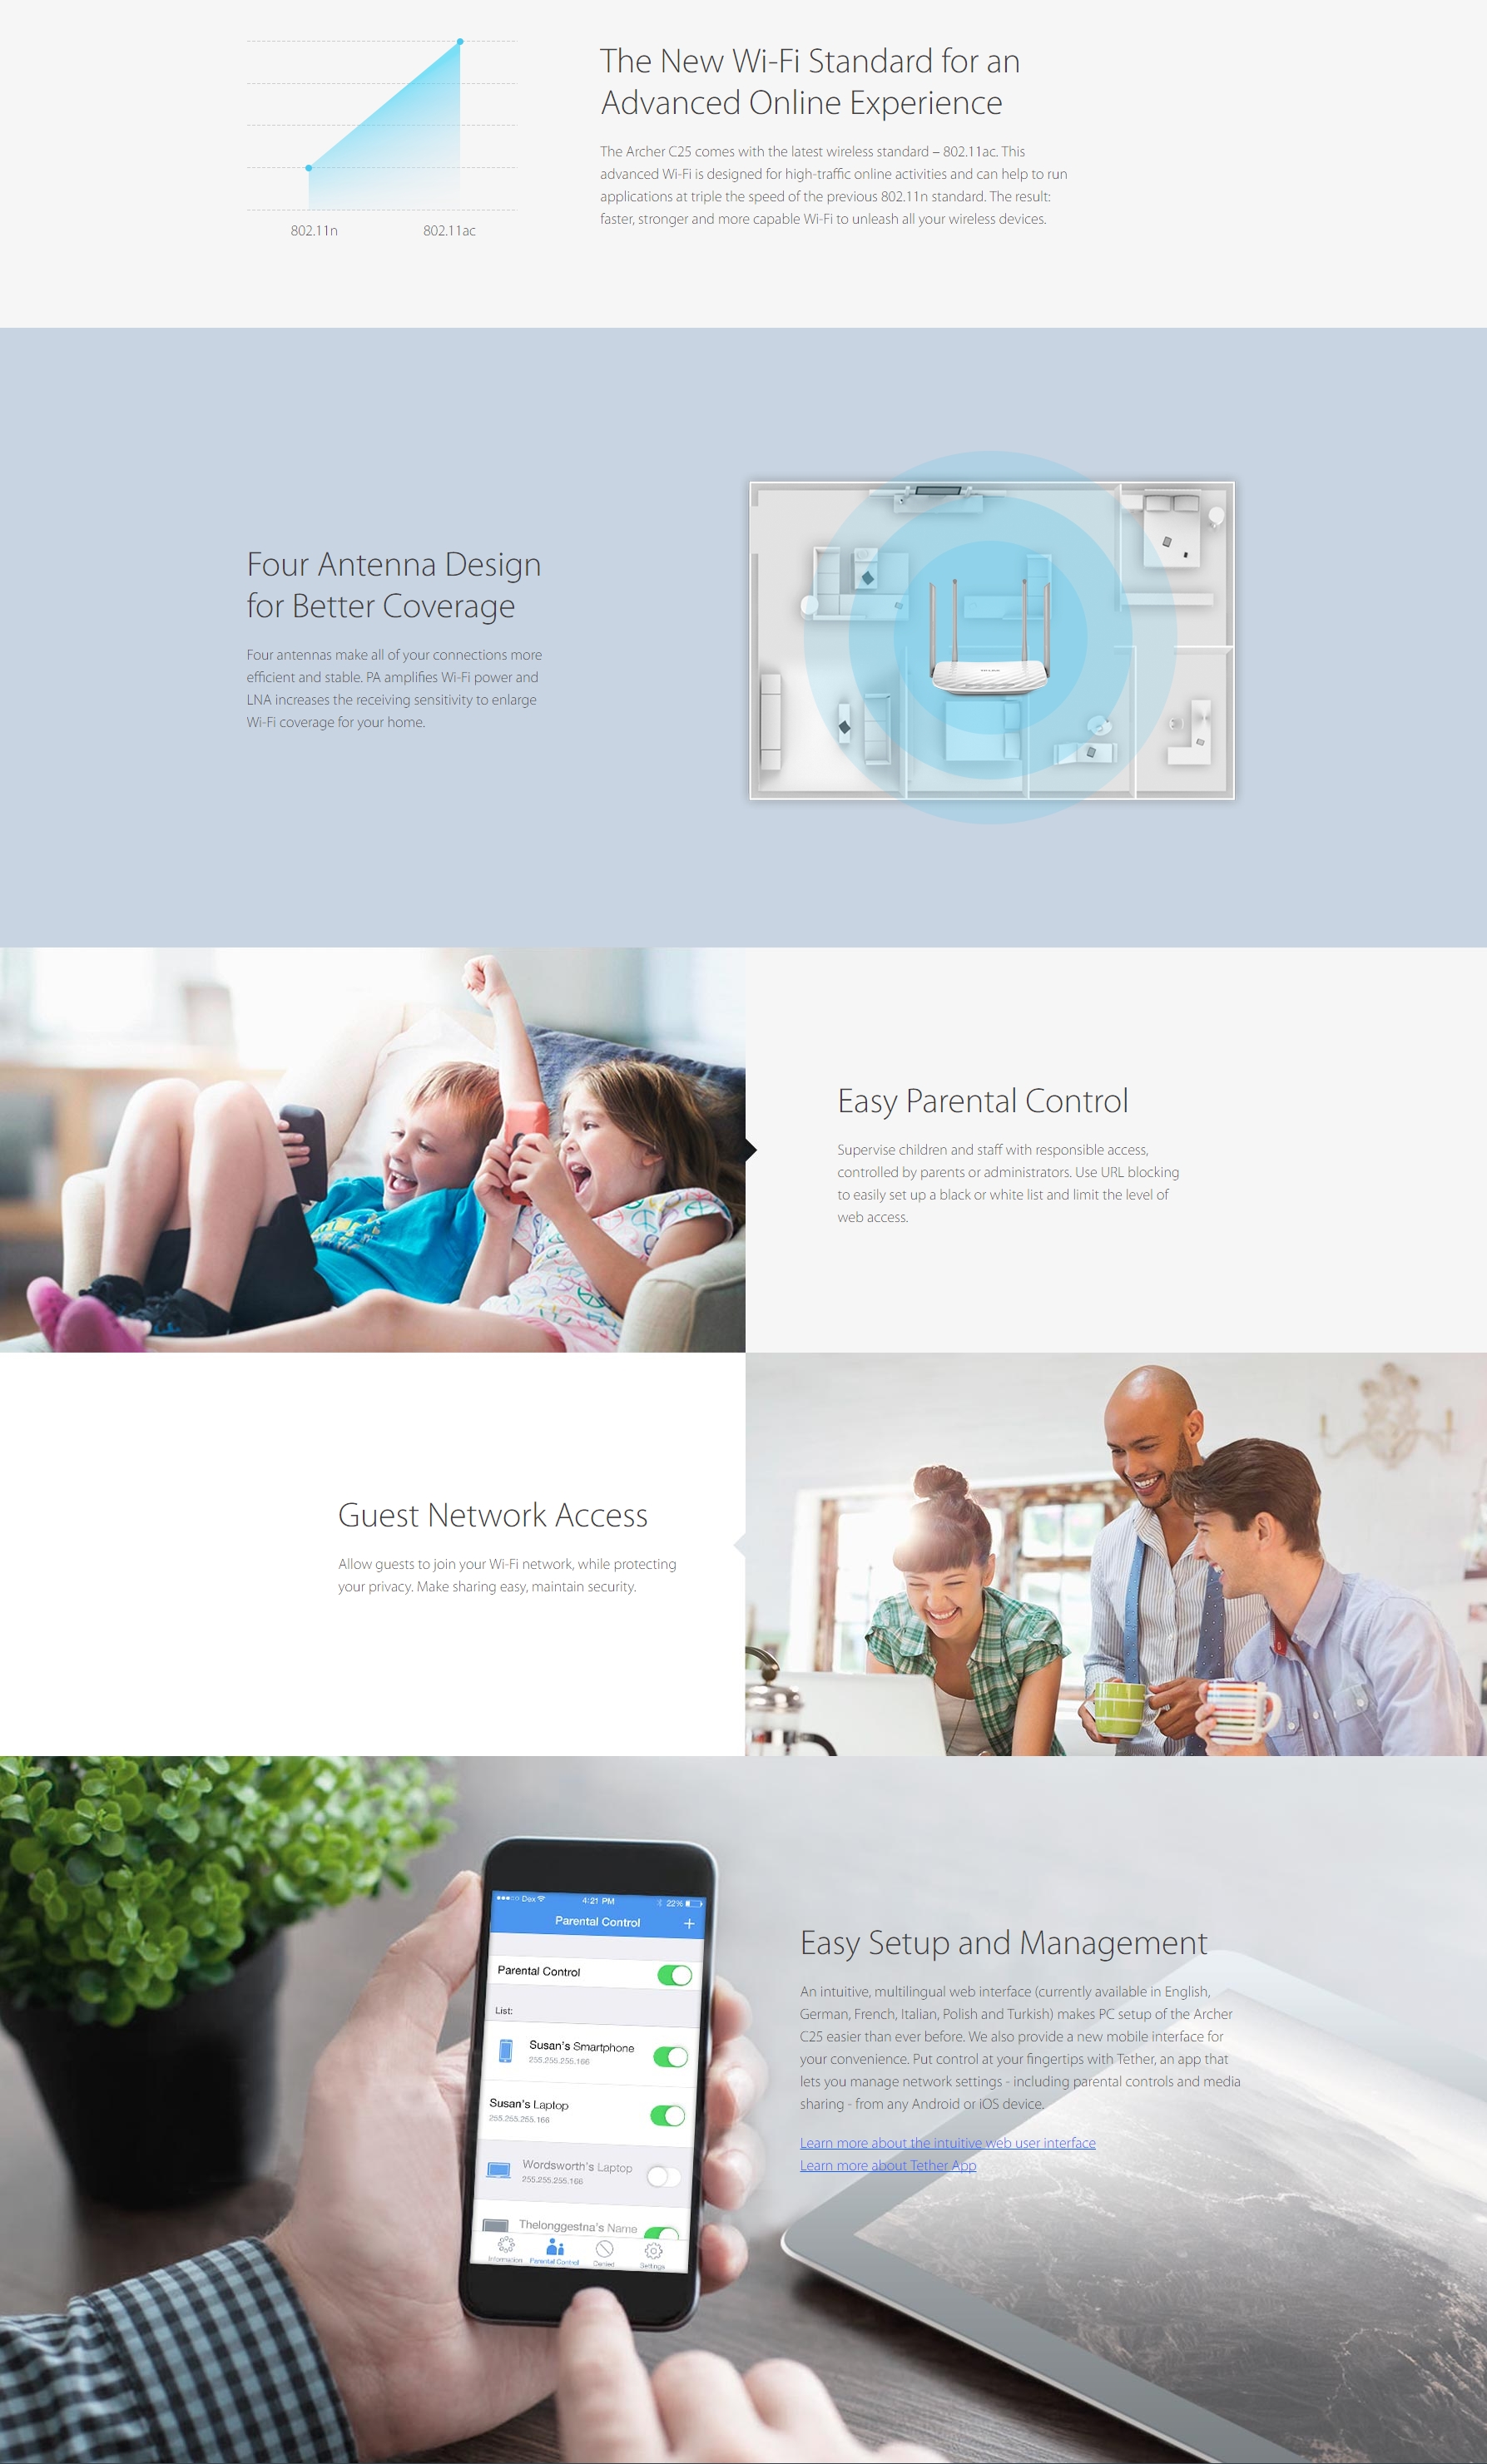 The New Wi-Fi Standard for an
Advanced Online Experience
The Archer C25 comes with the latest wireless standard – 802.11ac. This
advanced Wi-Fi is designed for high-traffic online activities and can help to run
applications at triple the speed of the previous 802.11n standard. The result:
faster, stronger and more capable Wi-Fi to unleash all your wireless devices.
802.11n 802.11ac
Four Antenna Design
for Better Coverage
Four antennas make all of your connections more
efficient and stable. PA amplifies Wi-Fi power and
LNA increases the receiving sensitivity to enlarge
Wi-Fi coverage for your home.
Easy Parental Control
Supervise children and staff with responsible access,
controlled by parents or administrators. Use URL blocking
to easily set up a black or white list and limit the level of
web access.
Guest Network Access
Allow guests to join your Wi-Fi network, while protecting
your privacy. Make sharing easy, maintain security.
Dex 4:21 PM 22%
Parental Control +
Parental Control
List:
Susan's Smartphone
255.255.255.166
Susan's Laptop
255.255.255.166
Wordsworth's Laptop
255.255.255.166
Thelonggestna's Name
Information Parental Control Denied Settings
Easy Setup and Management
An intuitive, multilingual web interface (currently available in English,
German, French, Italian, Polish and Turkish) makes PC setup of the Archer
C25 easier than ever before. We also provide a new mobile interface for
your convenience. Put control at your fingertips with Tether, an app that
lets you manage network settings - including parental controls and media
sharing - from any Android or iOS device.
Learn more about the intuitive web user interface
Learn more about Tether App